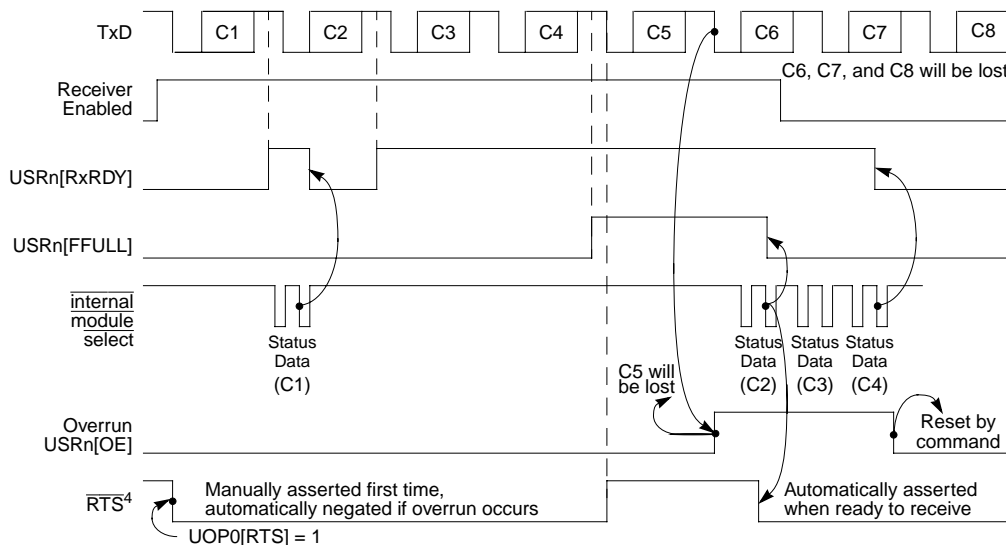 TxD
C1
C2
C3
C4
C5
C6
C7
C8
C6, C7, and C8 will be lost
Receiver
Enabled
USRn[RxRDY]
USRn[FFULL]
internal
module
select
Status
Data
(C1)
Status
Data
(C2)
Status
Data
(C3)
Status
Data
(C4)
C5 will
be lost
Overrun
USRn[OE]
Reset by
command
RTS4
Manually asserted first time,
automatically negated if overrun occurs
Automatically asserted
when ready to receive
UOP0[RTS] = 1